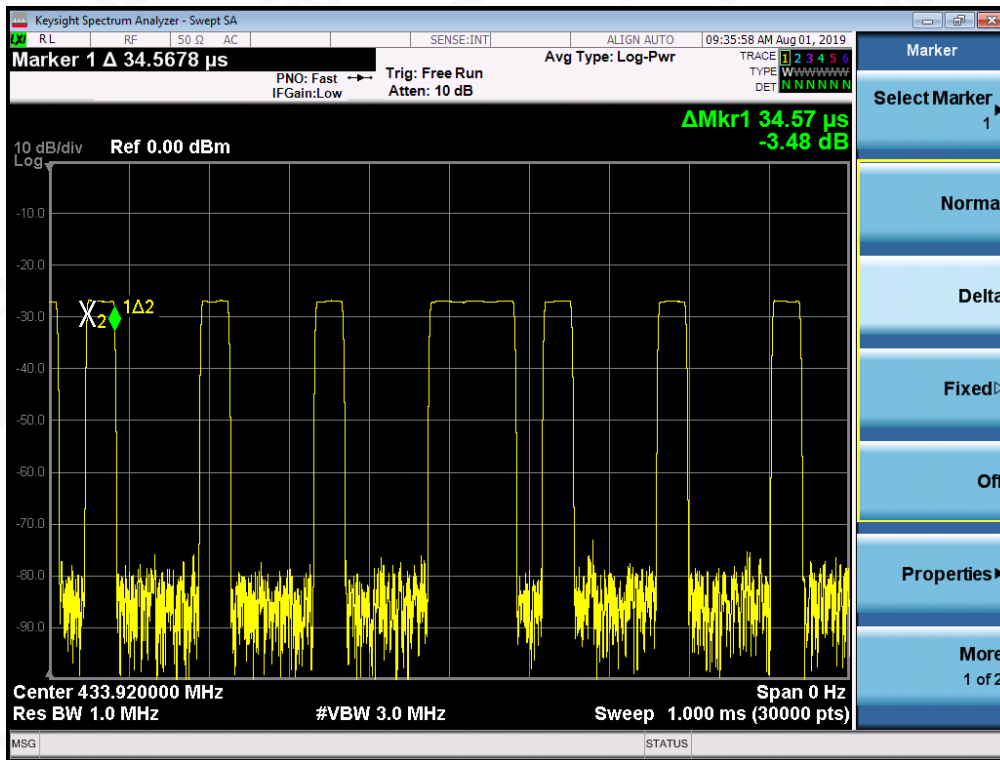 Keysight Spectrum Analyzer - Swept SA
LXI RL RF 50 Ω AC SENSE:INT ALIGN AUTO 09:35:58 AM Aug 01, 2019
Marker 1 Δ 34.5678 µs
PNO: Fast
IFGain:Low
Trig: Free Run
Atten: 10 dB
Avg Type: Log-Pwr
TRACE 1 2 3 4 5 6
TYPE WWWWWWW
DET N N N N N N
ΔMkr1 34.57 µs
-3.48 dB
10 dB/div Ref 0.00 dBm
Log
-10.0
-20.0
-30.0
-40.0
-50.0
-60.0
-70.0
-80.0
-90.0
X2 1Δ2
Center 433.920000 MHz Span 0 Hz
Res BW 1.0 MHz #VBW 3.0 MHz Sweep 1.000 ms (30000 pts)
MSG STATUS
Marker
Select Marker
1
Norma
Delta
Fixed
Off
Properties
More
1 of 2